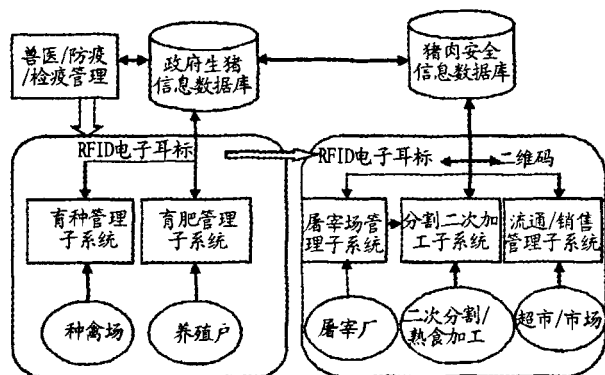 兽医/防疫
/检疫管理
政府生猪
信息数据库
猪肉安全
信息数据库
RFID电子耳标
RFID电子耳标
二维码
育种管理
子系统
育肥管理
子系统
屠宰场管
理子系统
分割二次加
工子系统
流通/销售
管理子系统
种禽场
养殖户
屠宰厂
二次分割/
熟食加工
超市/市场